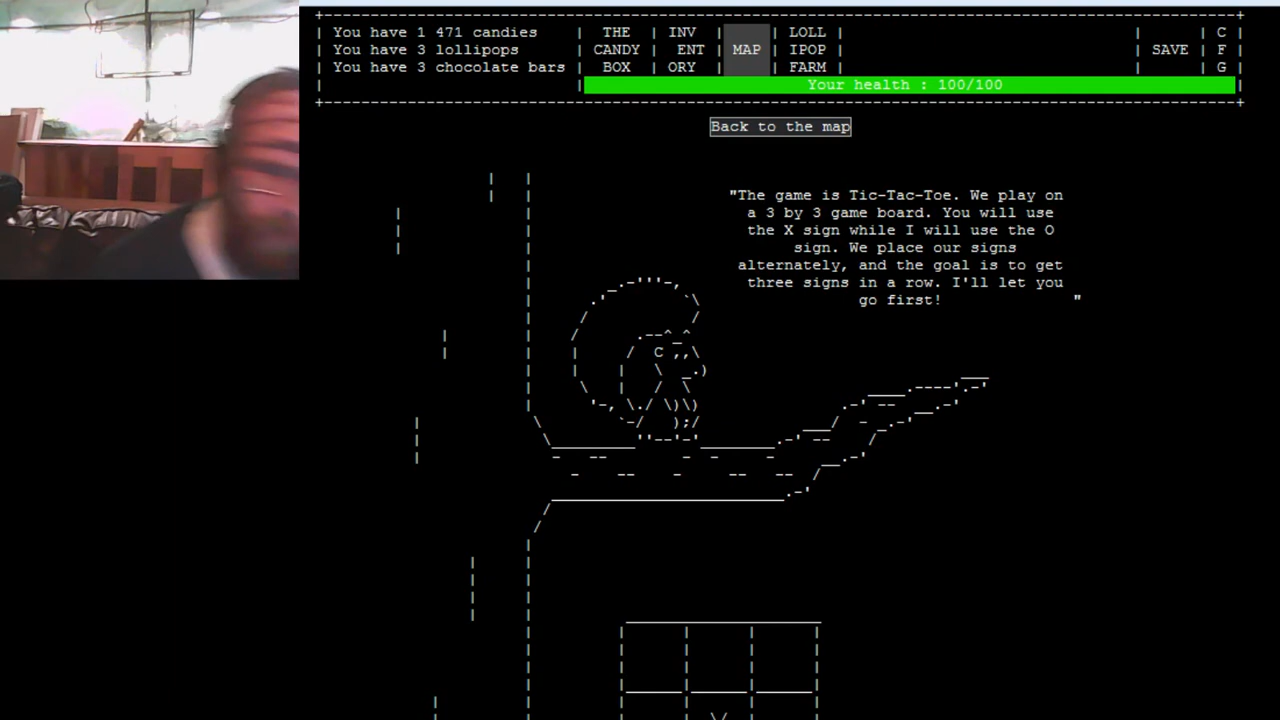 You have 1 471 candies | THE | INV | | LOLL | | | C
You have 3 lollipops | CANDY | ENT | MAP | IPOP | | SAVE | F
You have 3 chocolate bars | BOX | ORY | | FARM | | | G
Your health : 100/100
Back to the map
"The game is Tic-Tac-Toe. We play on
a 3 by 3 game board. You will use
the X sign while I will use the O
sign. We place our signs
alternately, and the goal is to get
three signs in a row. I'll let you
go first! "